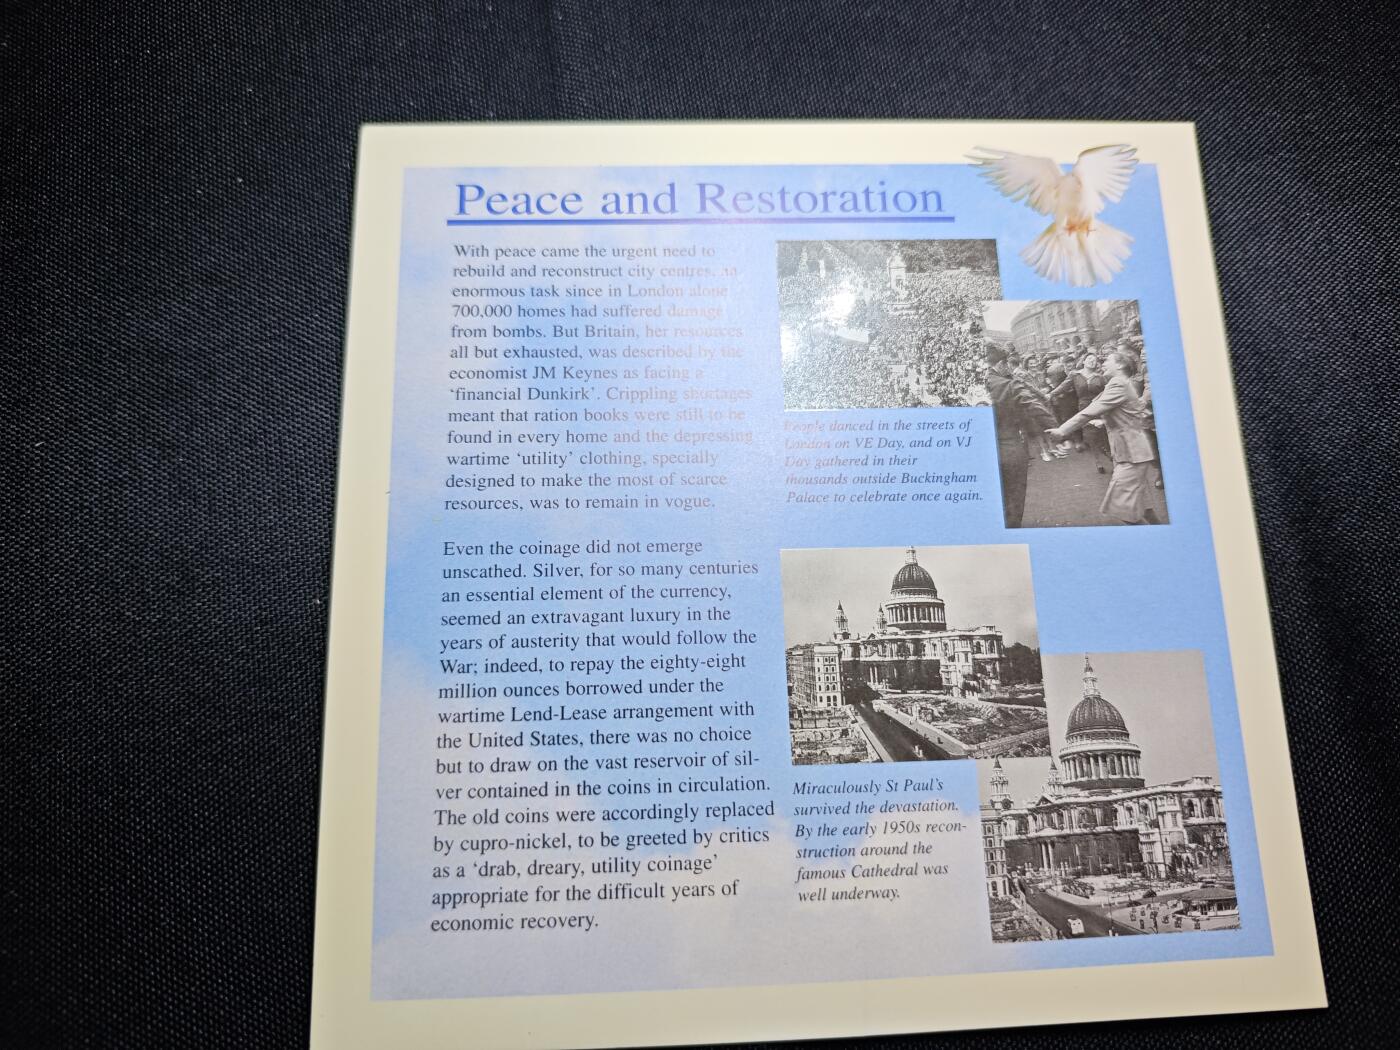 Peace and Restoration
With peace came the urgent need to
rebuild and reconstruct city centres, an
enormous task since in London alone
700,000 homes had suffered damage
from bombs. But Britain, her resources
all but exhausted, was described by the
economist JM Keynes as facing a
‘financial Dunkirk’. Crippling shortages
meant that ration books were still to be
found in every home and the depressing
wartime ‘utility’ clothing, specially
designed to make the most of scarce
resources, was to remain in vogue.
Even the coinage did not emerge
unscathed. Silver, for so many centuries
an essential element of the currency,
seemed an extravagant luxury in the
years of austerity that would follow the
War; indeed, to repay the eighty-eight
million ounces borrowed under the
wartime Lend-Lease arrangement with
the United States, there was no choice
but to draw on the vast reservoir of sil-
ver contained in the coins in circulation.
The old coins were accordingly replaced
by cupro-nickel, to be greeted by critics
as a ‘drab, dreary, utility coinage’
appropriate for the difficult years of
economic recovery.
People danced in the streets of
London on VE Day, and on VJ
Day gathered in their
thousands outside Buckingham
Palace to celebrate once again.
Miraculously St Paul's
survived the devastation.
By the early 1950s recon-
struction around the
famous Cathedral was
well underway.